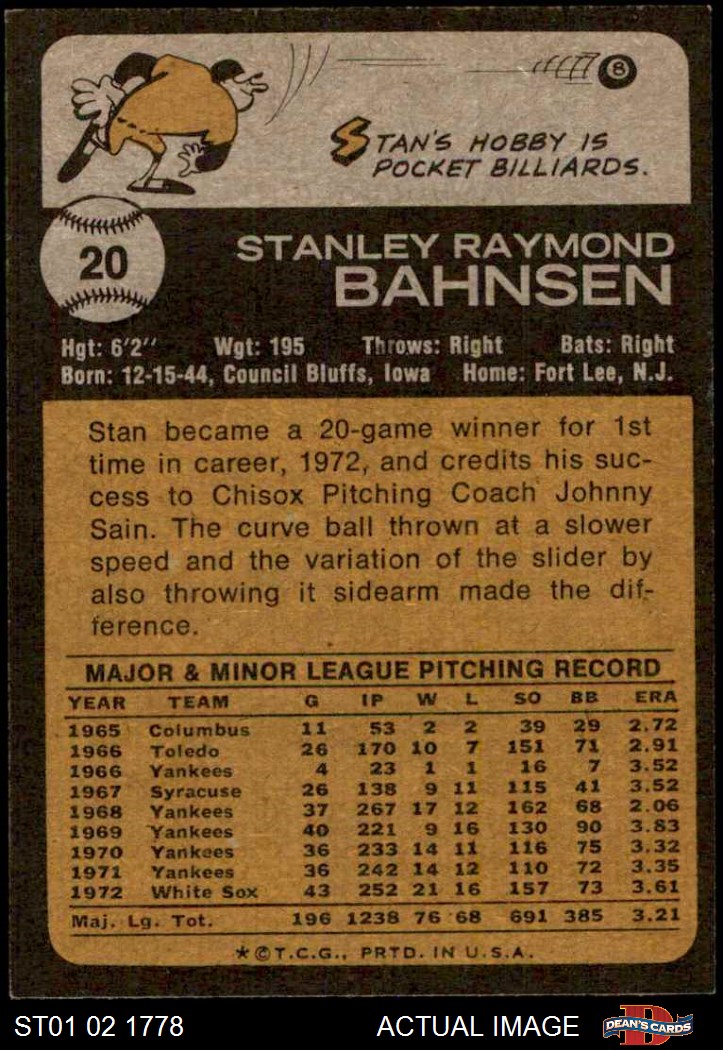 8
STAN'S HOBBY IS
POCKET BILLIARDS.
20
STANLEY RAYMOND
BAHNSEN
Hgt: 6'2" Wgt: 195 Throws: Right Bats: Right
Born: 12-15-44, Council Bluffs, Iowa Home: Fort Lee, N.J.
Stan became a 20-game winner for 1st
time in career, 1972, and credits his suc-
cess to Chisox Pitching Coach Johnny
Sain. The curve ball thrown at a slower
speed and the variation of the slider by
also throwing it sidearm made the dif-
ference.
MAJOR & MINOR LEAGUE PITCHING RECORD
YEAR TEAM G IP W L SO BB ERA
1965 Columbus 11 53 2 2 39 29 2.72
1966 Toledo 26 170 10 7 151 71 2.91
1966 Yankees 4 23 1 1 16 7 3.52
1967 Syracuse 26 138 9 11 115 41 3.52
1968 Yankees 37 267 17 12 162 68 2.06
1969 Yankees 40 221 9 16 130 90 3.83
1970 Yankees 36 233 14 11 116 75 3.32
1971 Yankees 36 242 14 12 110 72 3.35
1972 White Sox 43 252 21 16 157 73 3.61
Maj. Lg. Tot. 196 1238 76 68 691 385 3.21
*©T.C.G., PRTD. IN U.S.A.
ST01 02 1778 ACTUAL IMAGE D DEAN'S CARDS